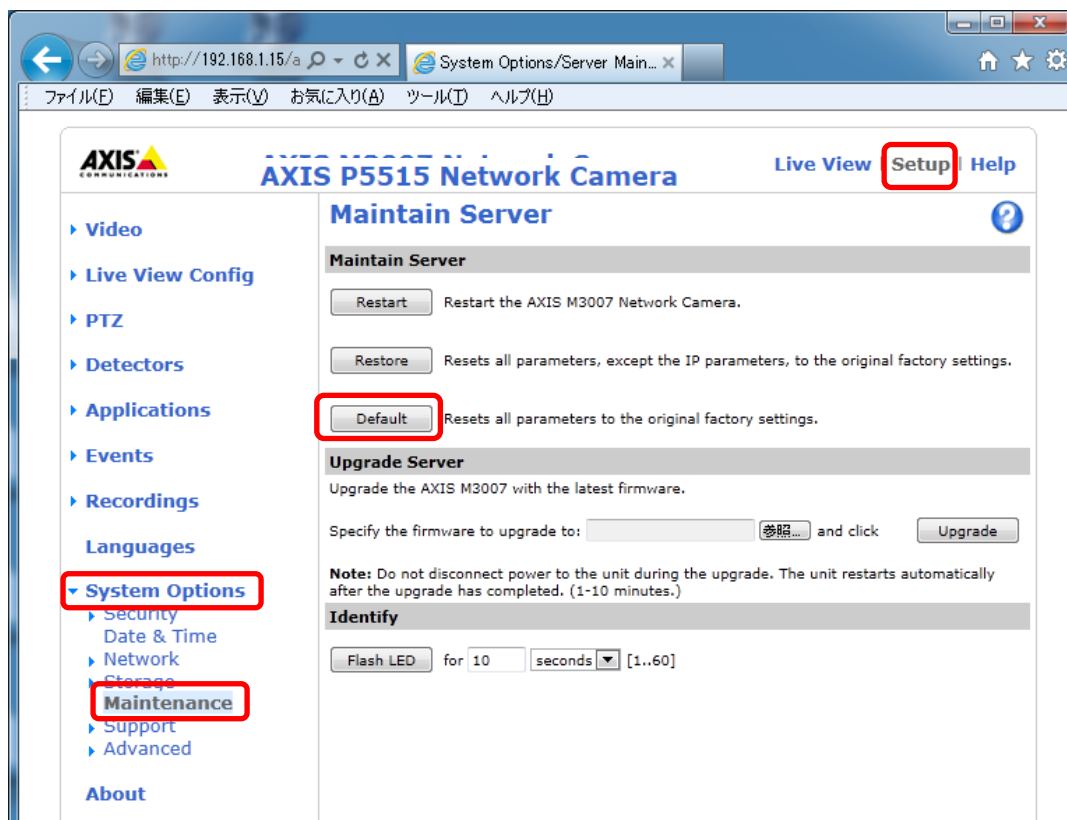 http://192.168.1.15/a
System Options/Server Main...
ファイル(F) 編集(E) 表示(V) お気に入り(A) ツール(T) ヘルプ(H)
AXIS
COMMUNICATIONS
AXIS P5515 Network Camera
Live View | Setup | Help
Video
Live View Config
PTZ
Detectors
Applications
Events
Recordings
Languages
System Options
Security
Date & Time
Network
Storage
Maintenance
Support
Advanced
About
Maintain Server
Maintain Server
Restart Restart the AXIS M3007 Network Camera.
Restore Resets all parameters, except the IP parameters, to the original factory settings.
Default Resets all parameters to the original factory settings.
Upgrade Server
Upgrade the AXIS M3007 with the latest firmware.
Specify the firmware to upgrade to: 参照... and click Upgrade
Note: Do not disconnect power to the unit during the upgrade. The unit restarts automatically
after the upgrade has completed. (1-10 minutes.)
Identify
Flash LED for 10 seconds [1..60]